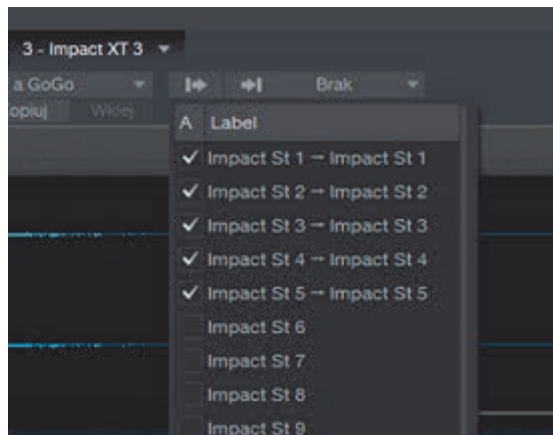 3 - Impact XT 3
a GoGo Brak
opiuj Widej
A Label
Impact St 1 → Impact St 1
Impact St 2 → Impact St 2
Impact St 3 → Impact St 3
Impact St 4 → Impact St 4
Impact St 5 → Impact St 5
Impact St 6
Impact St 7
Impact St 8
Impact St 9